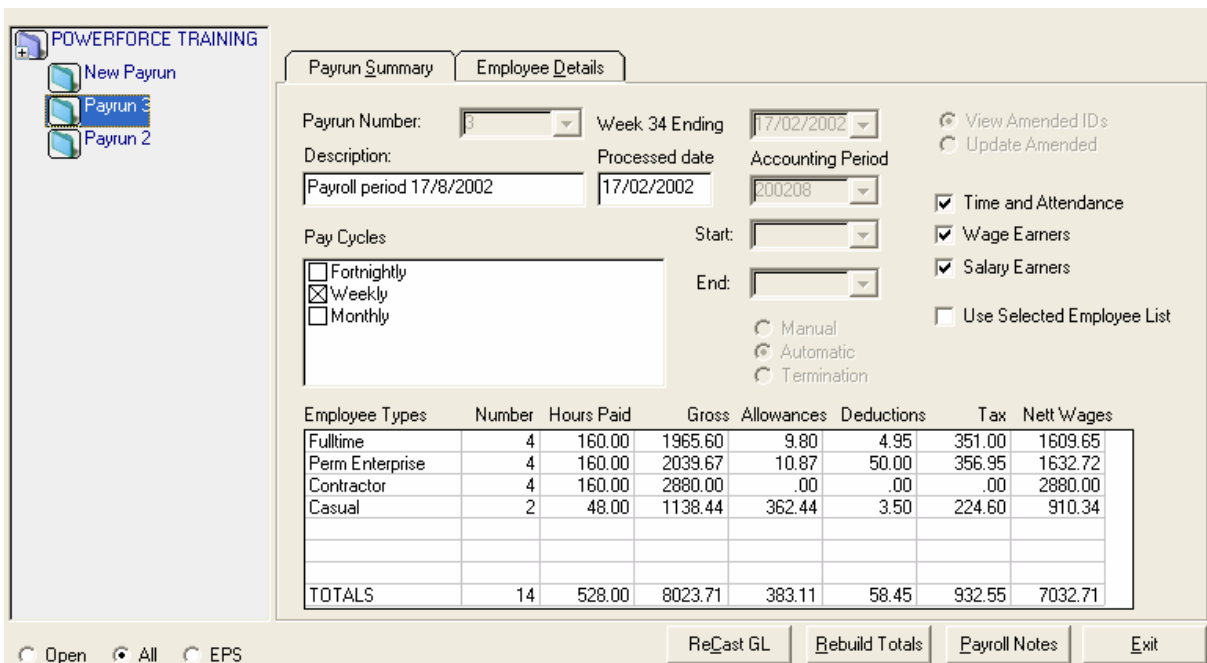 POWERFORCE TRAINING
New Payrun
Payrun 3
Payrun 2
Payrun Summary Employee Details
Payrun Number: 3 Week 34 Ending 17/02/2002 View Amended IDs
Update Amended
Description: Processed date Accounting Period
Payroll period 17/8/2002 17/02/2002 200208
Time and Attendance
Pay Cycles Start: Wage Earners
Fortnightly End: Salary Earners
Weekly
Monthly Use Selected Employee List
Manual
Automatic
Termination
Employee Types Number Hours Paid Gross Allowances Deductions Tax Nett Wages
Fulltime 4 160.00 1965.60 9.80 4.95 351.00 1609.65
Perm Enterprise 4 160.00 2039.67 10.87 50.00 356.95 1632.72
Contractor 4 160.00 2880.00 .00 .00 .00 2880.00
Casual 2 48.00 1138.44 362.44 3.50 224.60 910.34
TOTALS 14 528.00 8023.71 383.11 58.45 932.55 7032.71
Open All EPS ReCast GL Rebuild Totals Payroll Notes Exit